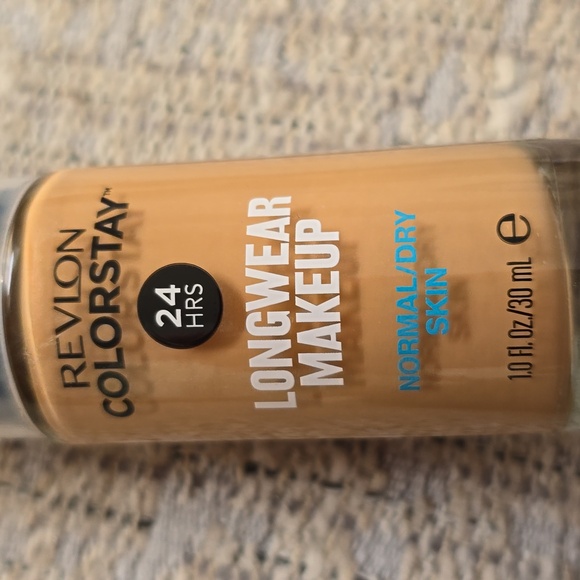 REVLON
COLORSTAY™
24
HRS
LONGWEAR
MAKEUP
NORMAL/DRY
SKIN
1.0 fl. oz./30 mL ℮